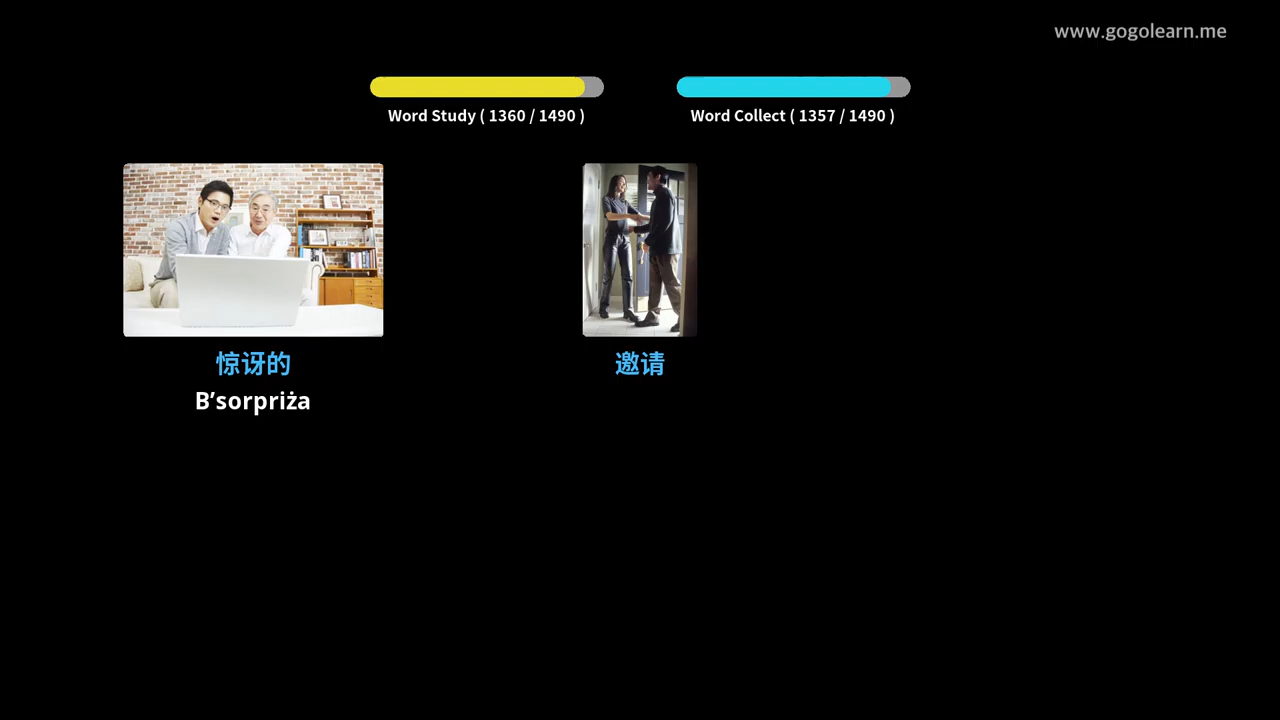 www.gogolearn.me
Word Study ( 1360 / 1490 )
Word Collect ( 1357 / 1490 )
惊讶的
邀请
B’sorpriża